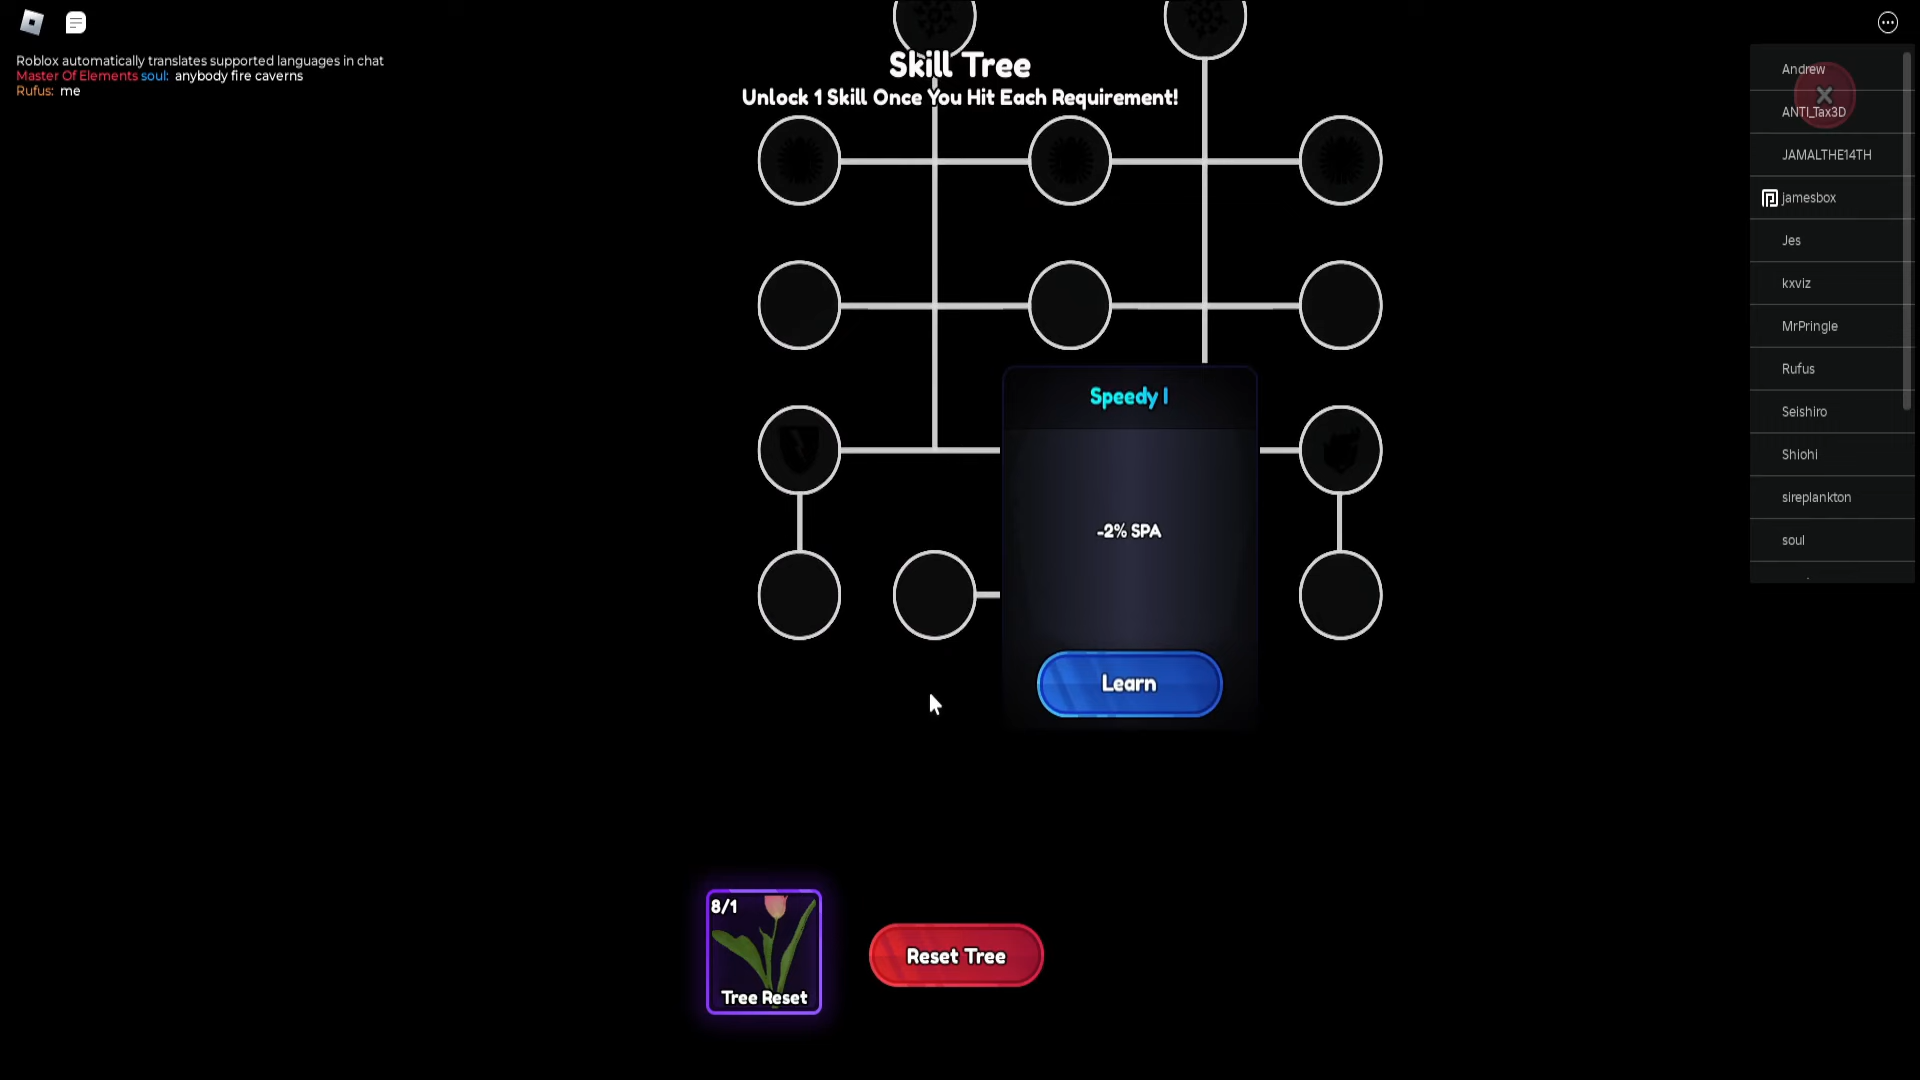 Roblox automatically translates supported languages in chat
Master Of Elements soul: anybody fire caverns
Rufus: me
Skill Tree
Unlock 1 Skill Once You Hit Each Requirement!
Andrew
ANTI_Tax3D
JAMALTHE14TH
jamesbox
Jes
kxviz
MrPringle
Rufus
Seishiro
Shiohi
sireplankton
soul
Speedy I
-2% SPA
Learn
8/1
Tree Reset
Reset Tree